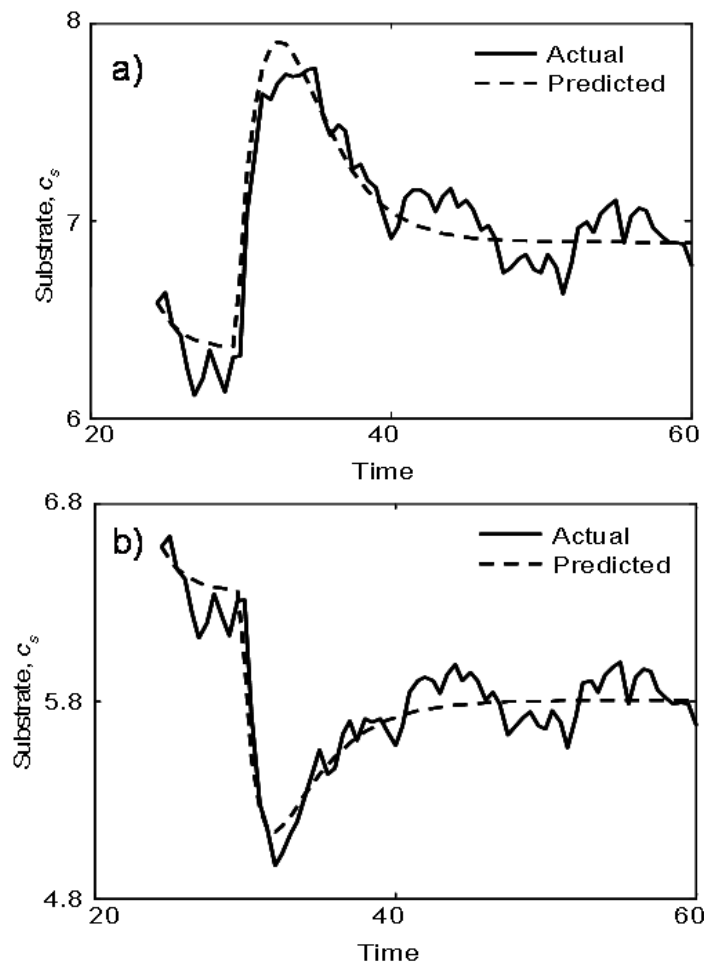 8
a)
Actual
Predicted
Substrate, cₛ
7
6
20
40
60
Time
6.8
b)
Actual
Predicted
Substrate, cₛ
5.8
4.8
20
40
60
Time